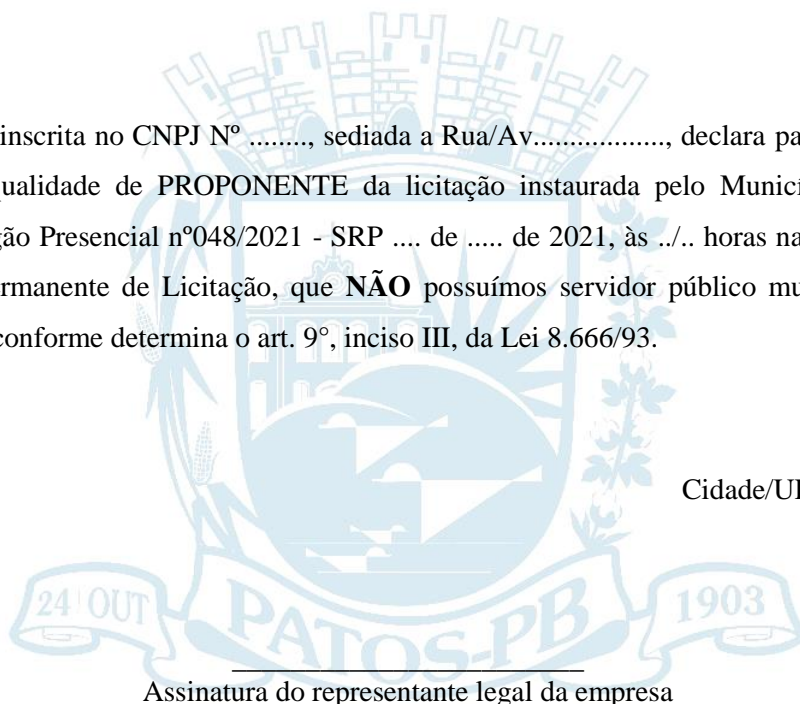 inscrita no CNPJ Nº ........, sediada a Rua/Av.................., declara pa
qualidade de PROPONENTE da licitação instaurada pelo Municí
gão Presencial nº048/2021 - SRP .... de ..... de 2021, às ../.. horas na
rmanente de Licitação, que NÃO possuímos servidor público mu
conforme determina o art. 9°, inciso III, da Lei 8.666/93.
Cidade/U
24 OUT
PATOS-PB
1903
Assinatura do representante legal da empresa